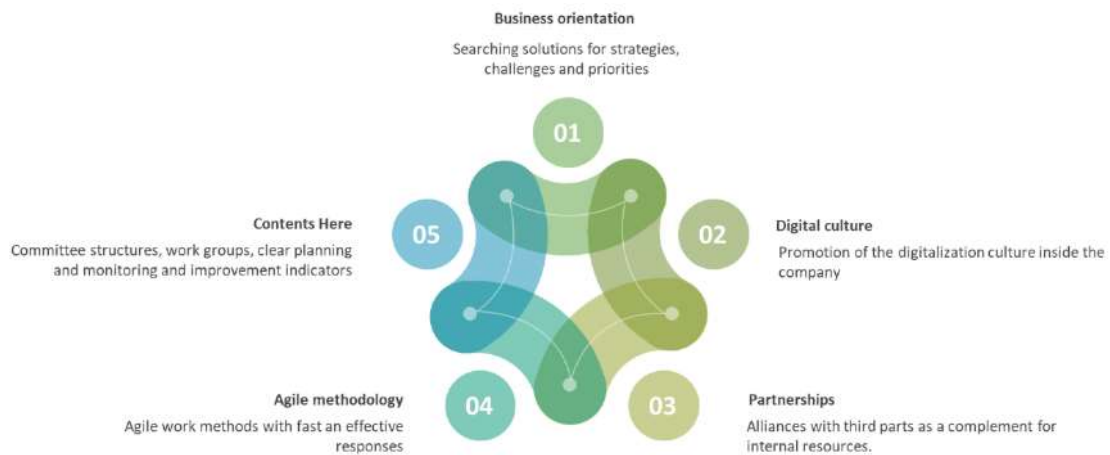 Business orientation
Searching solutions for strategies,
challenges and priorities
01
02
Digital culture
Promotion of the digitalization culture inside the
company
03
Partnerships
Alliances with third parts as a complement for
internal resources.
04
Agile methodology
Agile work methods with fast an effective
responses
05
Contents Here
Committee structures, work groups, clear planning
and monitoring and improvement indicators